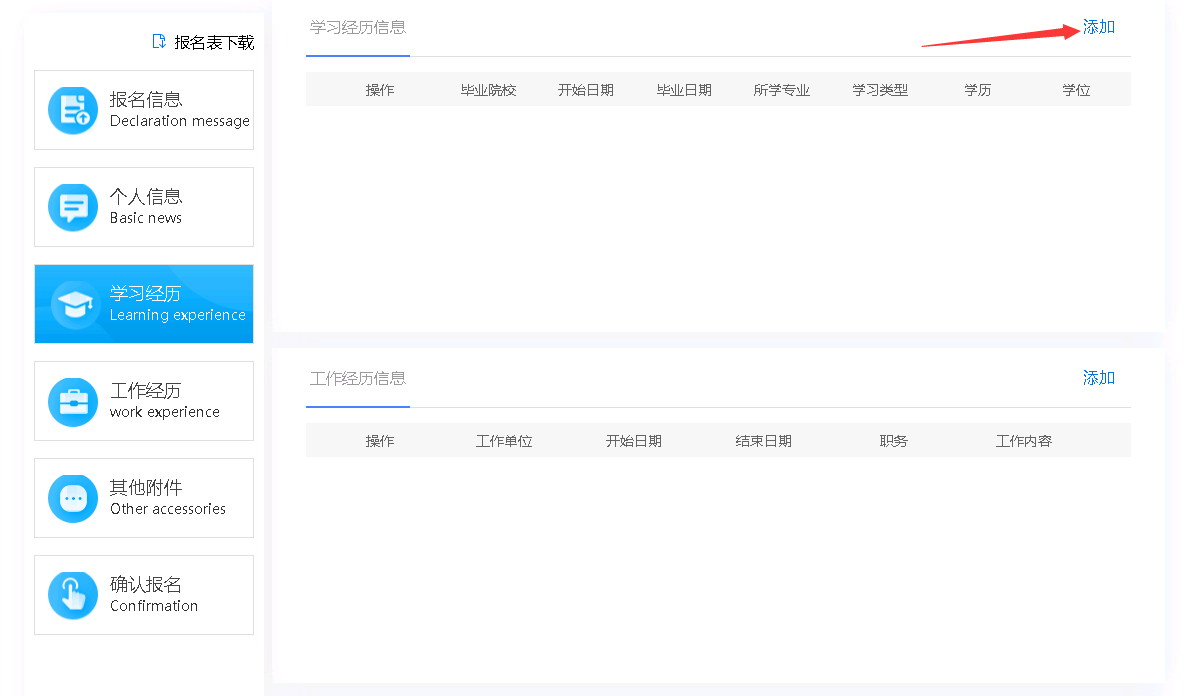 报名表下载
报名信息
Declaration message
个人信息
Basic news
学习经历
Learning experience
工作经历
work experience
其他附件
Other accessories
确认报名
Confirmation
学习经历信息 添加
操作 毕业院校 开始日期 毕业日期 所学专业 学习类型 学历 学位
工作经历信息 添加
操作 工作单位 开始日期 结束日期 职务 工作内容